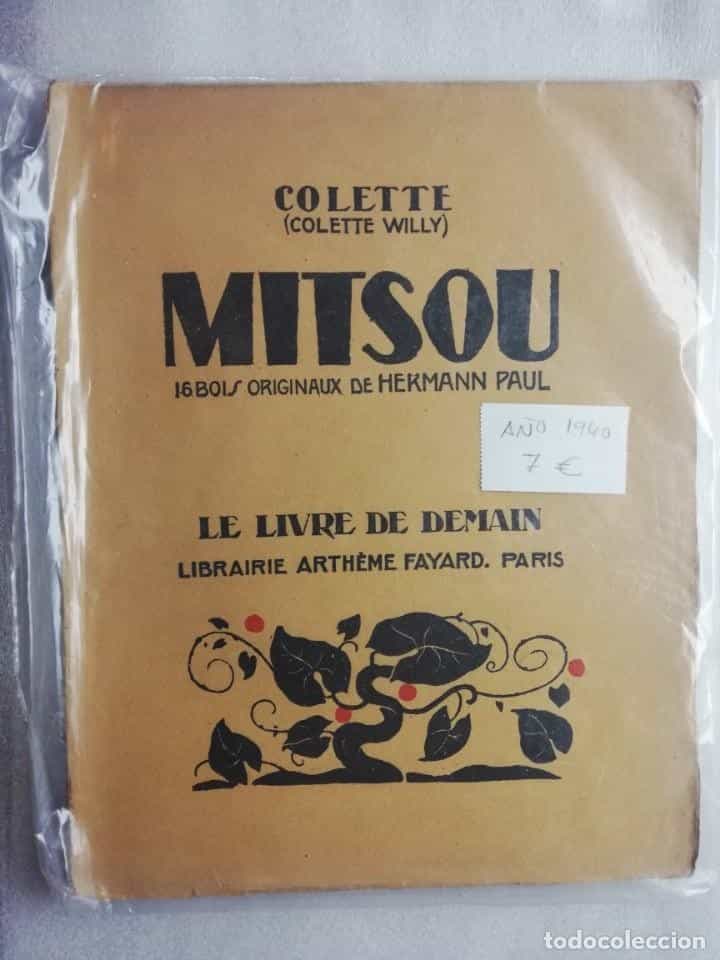 COLETTE
(COLETTE WILLY)
MITSOU
16 BOIS ORIGINAUX DE HERMANN PAUL
AÑO 1940
7 €
LE LIVRE DE DEMAIN
LIBRAIRIE ARTHÈME FAYARD. PARIS
todocoleccion